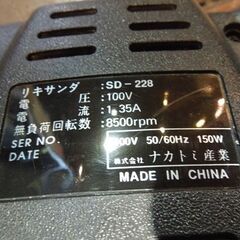 リキサンダ : SD-228
電 圧 : 100V
電 流 : 1.35A
無負荷回転数 : 8500rpm
SER NO. 100V 50/60Hz 150W
DATE 株式会社 ナカトミ産業
MADE IN CHINA